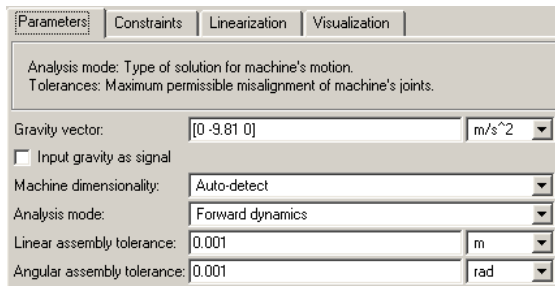 Parameters Constraints Linearization Visualization
Analysis mode: Type of solution for machine's motion.
Tolerances: Maximum permissible misalignment of machine's joints.
Gravity vector: [0 -9.81 0] m/s^2
Input gravity as signal
Machine dimensionality: Auto-detect
Analysis mode: Forward dynamics
Linear assembly tolerance: 0.001 m
Angular assembly tolerance: 0.001 rad